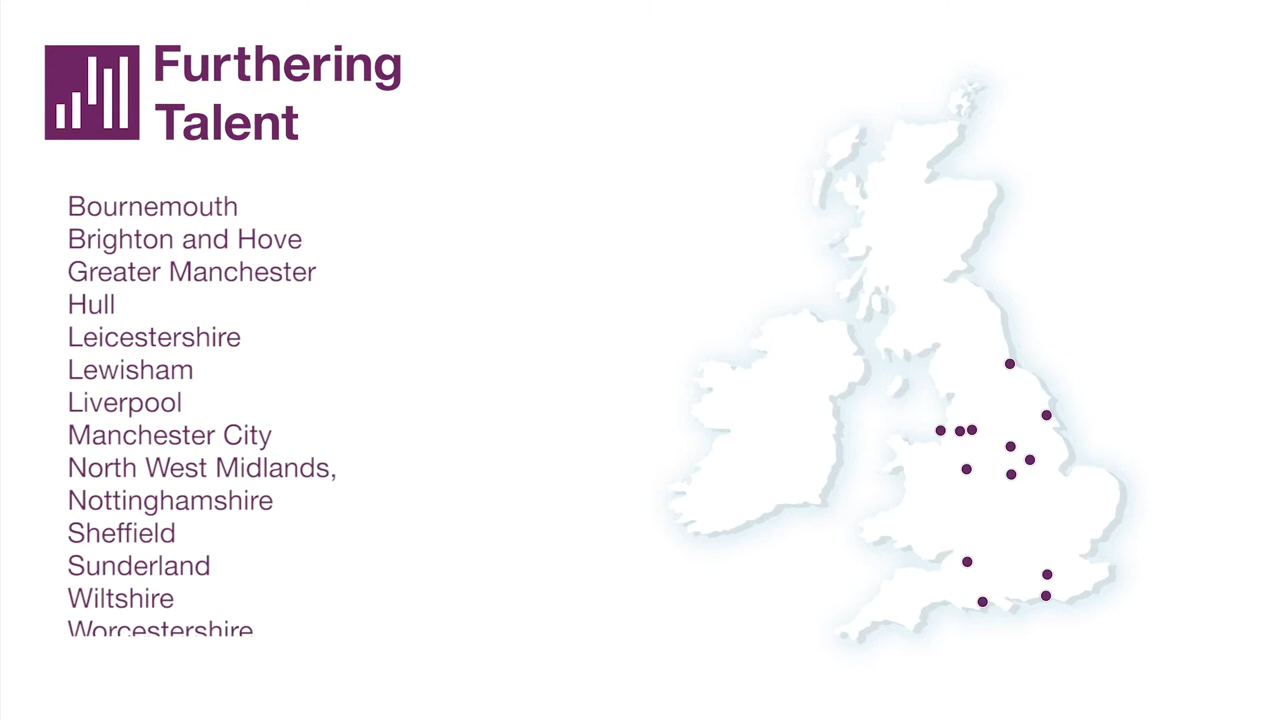 Furthering
Talent
Bournemouth
Brighton and Hove
Greater Manchester
Hull
Leicestershire
Lewisham
Liverpool
Manchester City
North West Midlands,
Nottinghamshire
Sheffield
Sunderland
Wiltshire
Worcestershire